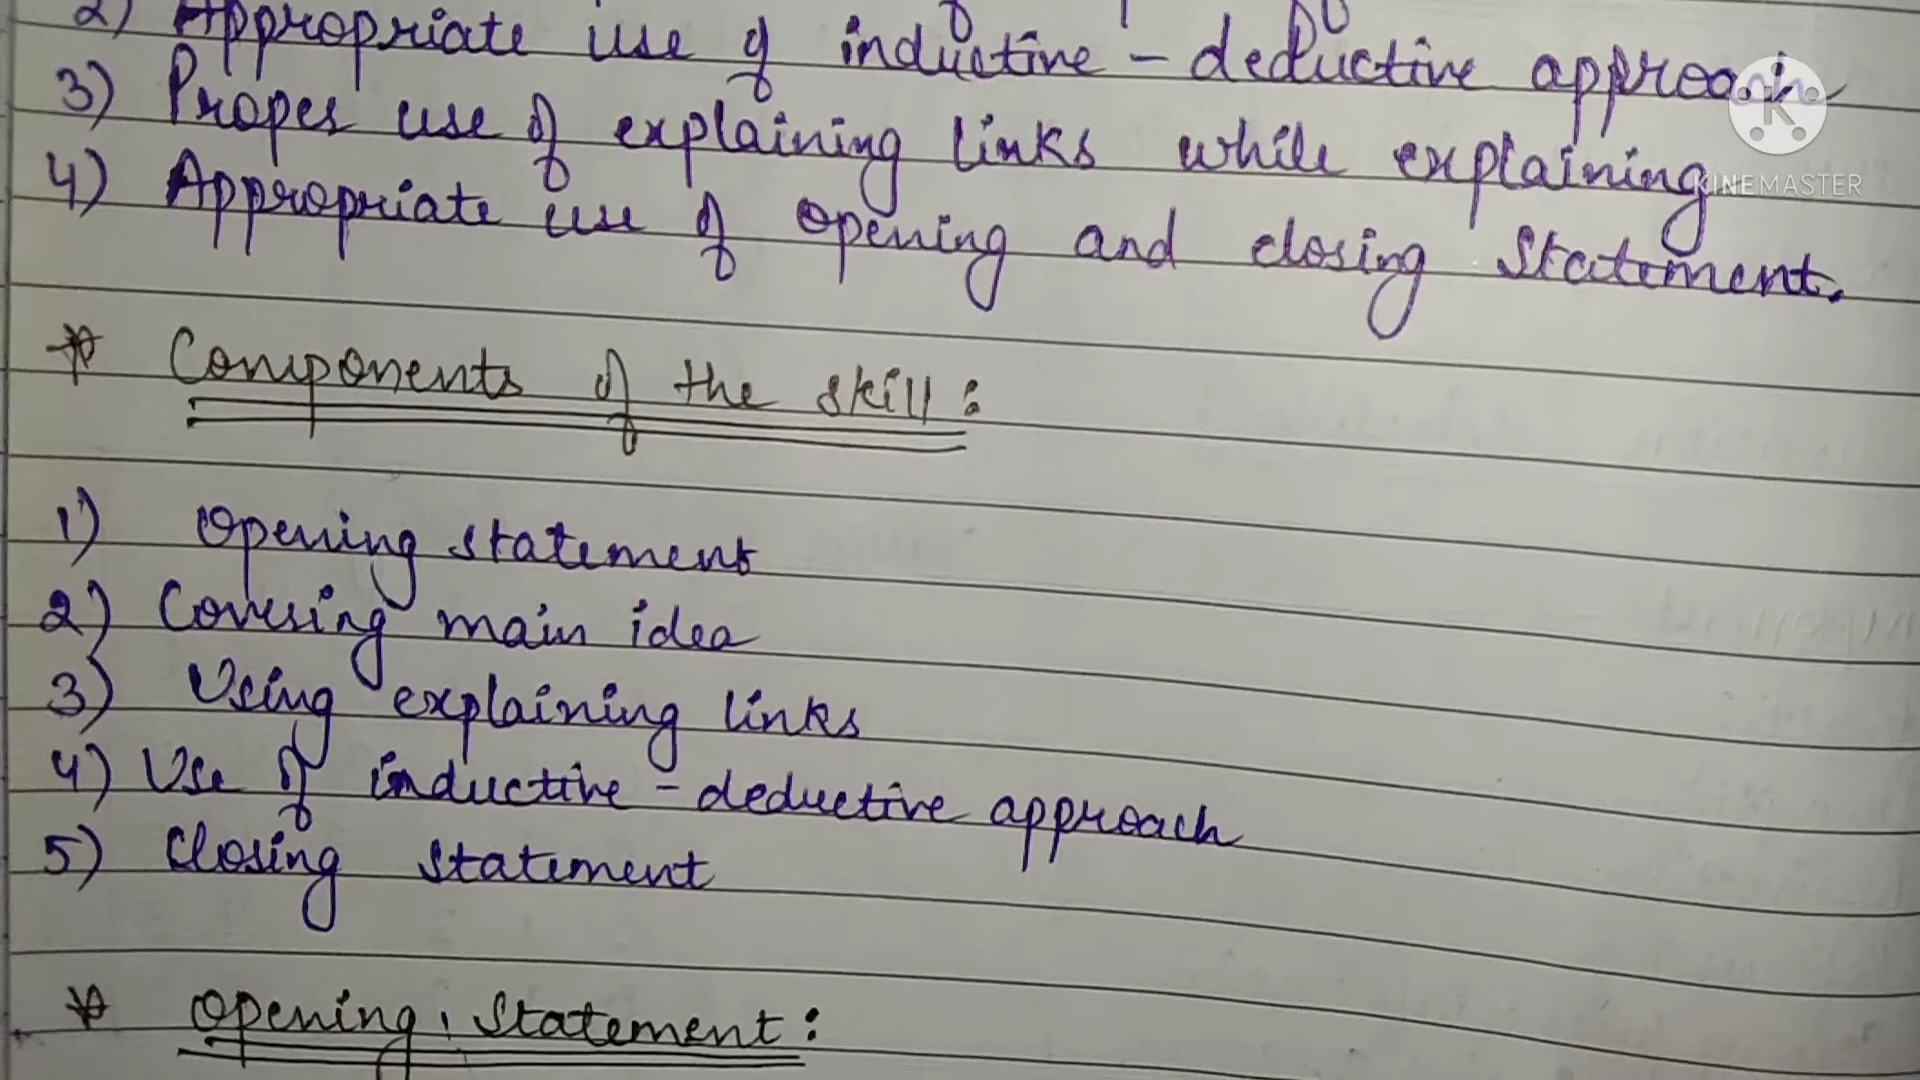 2) Appropriate use of inductive - deductive approach
3) Proper use of explaining links while explaining
4) Appropriate use of opening and closing statement.
* Components of the skill :
1) Opening statement
2) Covering main idea
3) Using explaining links
4) Use of inductive - deductive approach
5) Closing statement
* Opening statement :
K
KINEMASTER